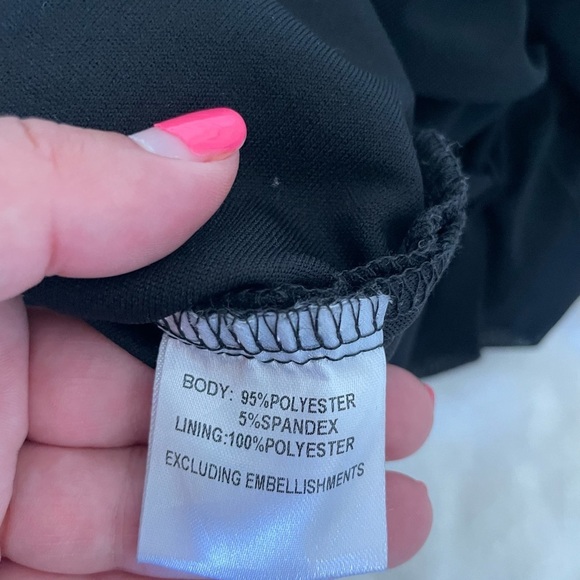 BODY: 95%POLYESTER
5%SPANDEX
LINING:100%POLYESTER
EXCLUDING EMBELLISHMENTS